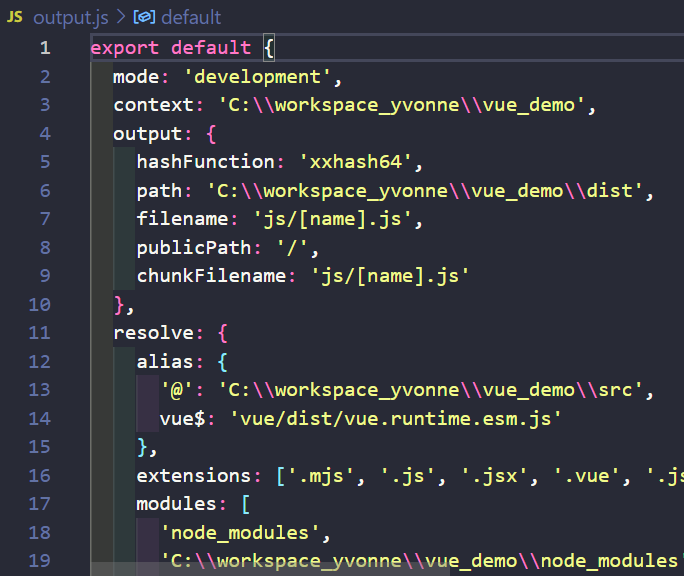 JS output.js > default
1 export default {
2 mode: 'development',
3 context: 'C:\\workspace_yvonne\\vue_demo',
4 output: {
5 hashFunction: 'xxhash64',
6 path: 'C:\\workspace_yvonne\\vue_demo\\dist',
7 filename: 'js/[name].js',
8 publicPath: '/',
9 chunkFilename: 'js/[name].js'
10 },
11 resolve: {
12 alias: {
13 '@': 'C:\\workspace_yvonne\\vue_demo\\src',
14 vue$: 'vue/dist/vue.runtime.esm.js'
15 },
16 extensions: ['.mjs', '.js', '.jsx', '.vue', '.js
17 modules: [
18 'node_modules',
19 'C:\\workspace_yvonne\\vue_demo\\node_modules'